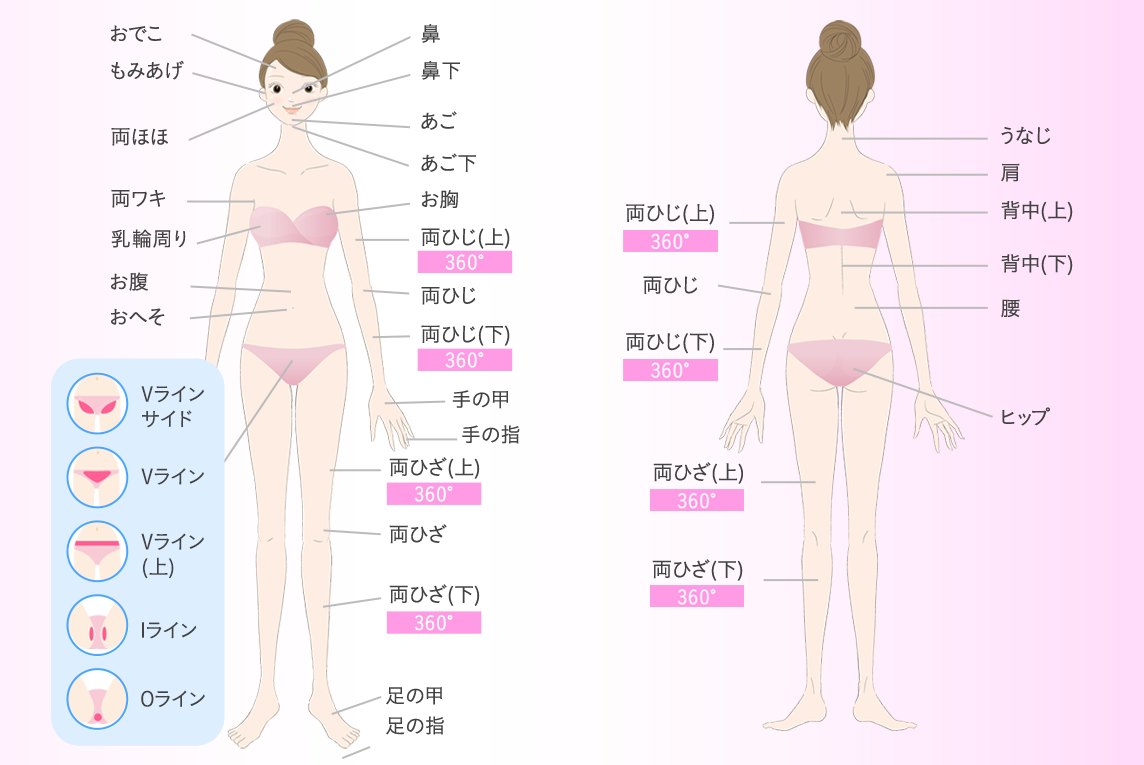 おでこ
もみあげ
両ほほ
両ワキ
乳輪周り
お腹
おへそ
Vライン
サイド
Vライン
Vライン
(上)
Iライン
Oライン
鼻
鼻下
あご
あご下
お胸
両ひじ(上)
360°
両ひじ
両ひじ(下)
360°
手の甲
手の指
両ひざ(上)
360°
両ひざ
両ひざ(下)
360°
足の甲
足の指
両ひじ(上)
360°
両ひじ
両ひじ(下)
360°
両ひざ(上)
360°
両ひざ(下)
360°
うなじ
肩
背中(上)
背中(下)
腰
ヒップ